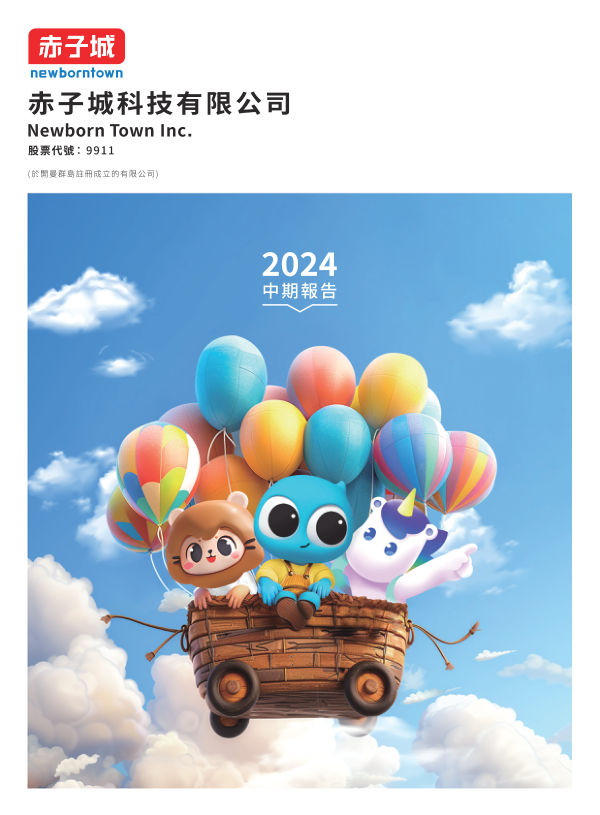 赤子城
newborntown
赤子城科技有限公司
Newborn Town Inc.
股票代號：9911
(於開曼群島註冊成立的有限公司)
2024
中期報告